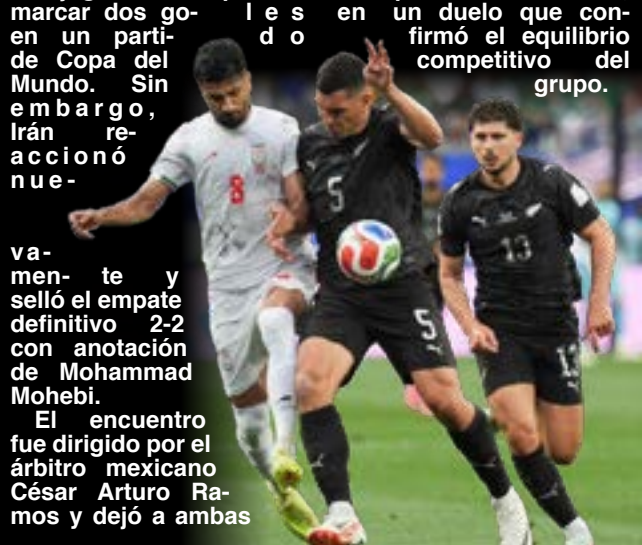 marcar dos go- l e s
en un parti- d o
de Copa del
Mundo. Sin
e m b a r g o ,
Irán re-
a c c i o n ó
n u e -
v a -
men- te y
selló el empate
definitivo 2-2
con anotación
de Mohammad
Mohebi.
El encuentro
fue dirigido por el
árbitro mexicano
César Arturo Ra-
mos y dejó a ambas
en un duelo que con-
firmó el equilibrio
competitivo del
grupo.
8
5
5
13
13